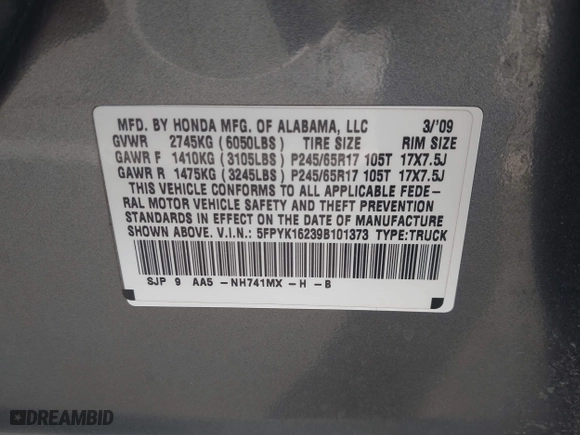 MFD. BY HONDA MFG. OF ALABAMA, LLC 3/'09
GVWR 2745KG (6050LBS) TIRE SIZE RIM SIZE
GAWR F 1410KG (3105LBS) P245/65R17 105T 17X7.5J
GAWR R 1475KG (3245LBS) P245/65R17 105T 17X7.5J
THIS VEHICLE CONFORMS TO ALL APPLICABLE FEDE-
RAL MOTOR VEHICLE SAFETY AND THEFT PREVENTION
STANDARDS IN EFFECT ON THE DATE OF MANUFACTURE
SHOWN ABOVE. V.I.N.: 5FPYK16239B101373 TYPE:TRUCK
SJP 9 AA5 -NH741MX -H -B
DREAMBID